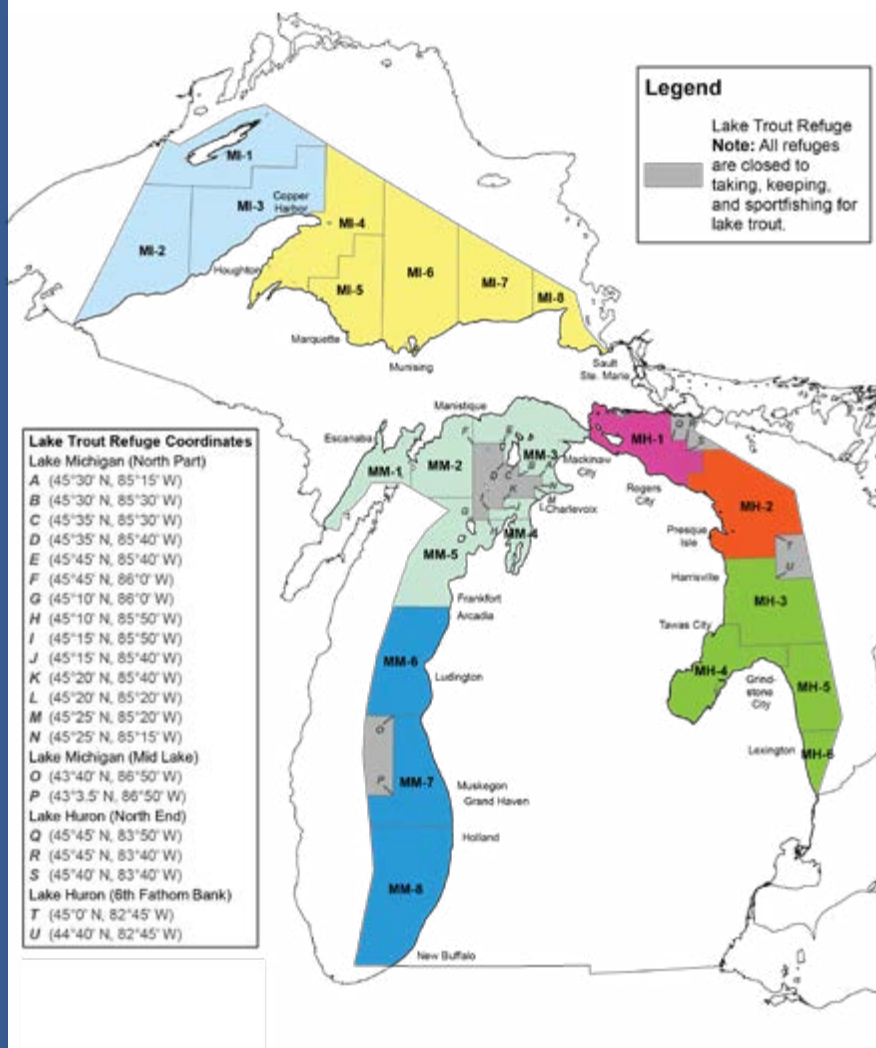 Legend
Lake Trout Refuge
Note: All refuges
are closed to
taking, keeping,
and sportfishing for
lake trout.
MI-1
Copper
Harbor
MI-3
MI-4
MI-2
Houghton
MI-5
MI-6
MI-7
MI-8
Marquette
Munising
Sault
Ste. Marie
Manistique
Escanaba
F
E
MM-1
MM-2
MM-3
D
C
B
K
N
M
L
G
H
Mackinaw
City
Charlevoix
MM-4
MM-5
MH-1
Q
R
S
Rogers
City
MH-2
Presque
Isle
T
U
Harrisville
MH-3
Tawas City
MH-4
Grind-
stone
City
MH-5
Lexington
MH-6
Frankfort
Arcadia
MM-6
Ludington
O
P
MM-7
Muskegon
Grand Haven
Holland
MM-8
New Buffalo
Lake Trout Refuge Coordinates
Lake Michigan (North Part)
A (45°30' N, 85°15' W)
B (45°30' N, 85°30' W)
C (45°35' N, 85°30' W)
D (45°35' N, 85°40' W)
E (45°45' N, 85°40' W)
F (45°45' N, 86°0' W)
G (45°10' N, 86°0' W)
H (45°10' N, 85°50' W)
I (45°15' N, 85°50' W)
J (45°15' N, 85°40' W)
K (45°20' N, 85°40' W)
L (45°20' N, 85°20' W)
M (45°25' N, 85°20' W)
N (45°25' N, 85°15' W)
Lake Michigan (Mid Lake)
O (43°40' N, 86°50' W)
P (43°3.5' N, 86°50' W)
Lake Huron (North End)
Q (45°45' N, 83°50' W)
R (45°45' N, 83°40' W)
S (45°40' N, 83°40' W)
Lake Huron (6th Fathom Bank)
T (45°0' N, 82°45' W)
U (44°40' N, 82°45' W)